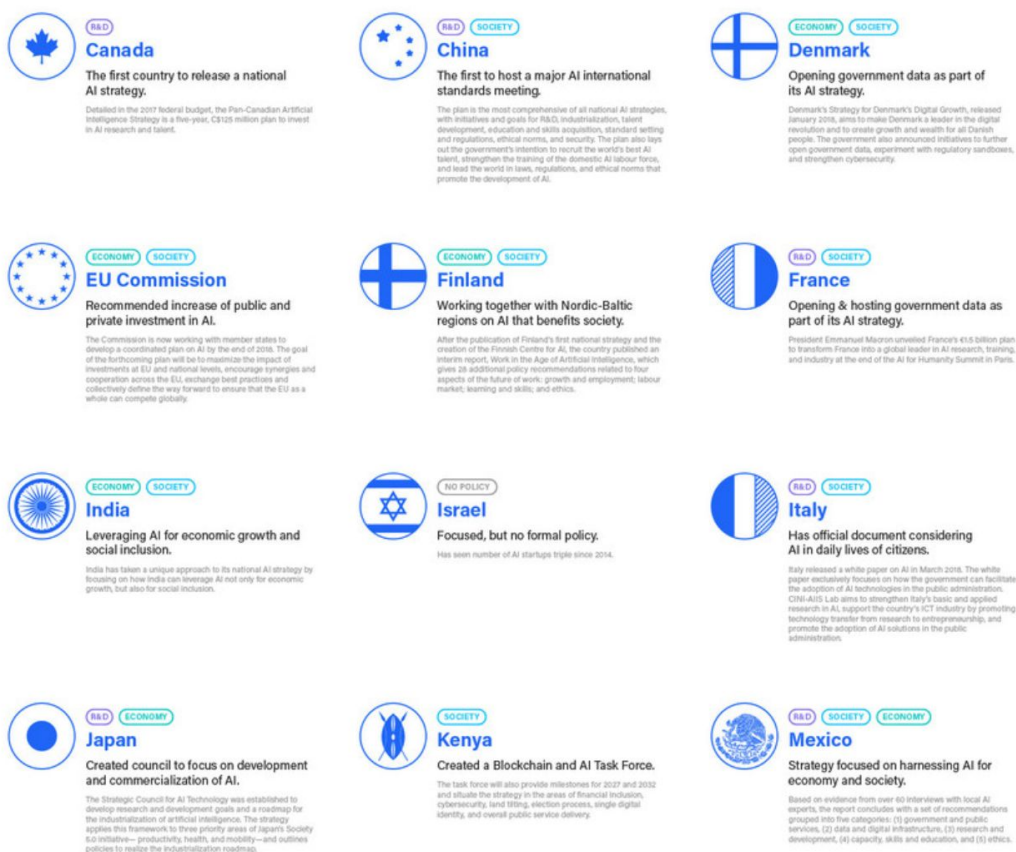 R&D
Canada
The first country to release a national
AI strategy.
Detailed in the 2017 federal budget, the Pan-Canadian Artificial
Intelligence Strategy is a five-year, C$125 million plan to invest
in AI research and talent.
R&D SOCIETY
China
The first to host a major AI international
standards meeting.
The plan is the most comprehensive of all national AI strategies,
with initiatives and goals for R&D, industrialization, talent
development, education and skills acquisition, standard setting
and regulations, ethical norms, and security. The plan also lays
out the government's intention to recruit the world's best AI
talent, strengthen the training of the domestic AI labour force,
and lead the world in laws, regulations, and ethical norms that
promote the development of AI.
ECONOMY SOCIETY
Denmark
Opening government data as part of
its AI strategy.
Denmark's Strategy for Denmark's Digital Growth, released
January 2018, aims to make Denmark a leader in the digital
revolution and to create growth and wealth for all Danish
people. The government also announced initiatives to further
open government data, experiment with regulatory sandboxes,
and strengthen cybersecurity.
ECONOMY SOCIETY
EU Commission
Recommended increase of public and
private investment in AI.
The Commission is now working with member states to
develop a coordinated plan on AI by the end of 2018. The goal
of the forthcoming plan will be to maximize the impact of
investments at EU and national levels, encourage synergies and
cooperation across the EU, exchange best practices and
collectively define the way forward to ensure that the EU as a
whole can compete globally.
ECONOMY SOCIETY
Finland
Working together with Nordic-Baltic
regions on AI that benefits society.
After the publication of Finland's first national strategy and the
creation of the Finnish Centre for AI, the country published an
interim report, Work in the Age of Artificial Intelligence, which
gives 28 additional policy recommendations related to four
aspects of the future of work: growth and employment; labour
market; learning and skills; and ethics.
R&D SOCIETY
France
Opening & hosting government data as
part of its AI strategy.
President Emmanuel Macron unveiled France's €1.5 billion plan
to transform France into a global leader in AI research, training,
and industry at the end of the AI for Humanity Summit in Paris.
ECONOMY SOCIETY
India
Leveraging AI for economic growth and
social inclusion.
India has taken a unique approach to its national AI strategy by
focusing on how India can leverage AI not only for economic
growth, but also for social inclusion.
NO POLICY
Israel
Focused, but no formal policy.
Has seen number of AI startups triple since 2014.
R&D SOCIETY
Italy
Has official document considering
AI in daily lives of citizens.
Italy released a white paper on AI in March 2018. The white
paper exclusively focuses on how the government can facilitate
the adoption of AI technologies in the public administration.
CINI-AIIS Lab aims to strengthen Italy's basic and applied
research in AI, support the country's ICT industry by promoting
technology transfer from research to entrepreneurship, and
promote the adoption of AI solutions in the public
administration.
R&D ECONOMY
Japan
Created council to focus on development
and commercialization of AI.
The Strategic Council for AI Technology was established to
develop research and development goals and a roadmap for
the industrialization of artificial intelligence. The strategy
applies this framework to three priority areas of Japan's Society
5.0 initiative— productivity, health, and mobility—and outlines
policies to realize the industrialization roadmap.
SOCIETY
Kenya
Created a Blockchain and AI Task Force.
The task force will also provide milestones for 2027 and 2032
and situate the strategy in the areas of financial inclusion,
cybersecurity, land tilting, election process, single digital
identity, and overall public service delivery.
R&D SOCIETY ECONOMY
Mexico
Strategy focused on harnessing AI for
economy and society.
Based on evidence from over 60 interviews with local AI
experts, the report concludes with a set of recommendations
grouped into five categories: (1) government and public
services, (2) data and digital infrastructure, (3) research and
development, (4) capacity, skills and education, and (5) ethics.